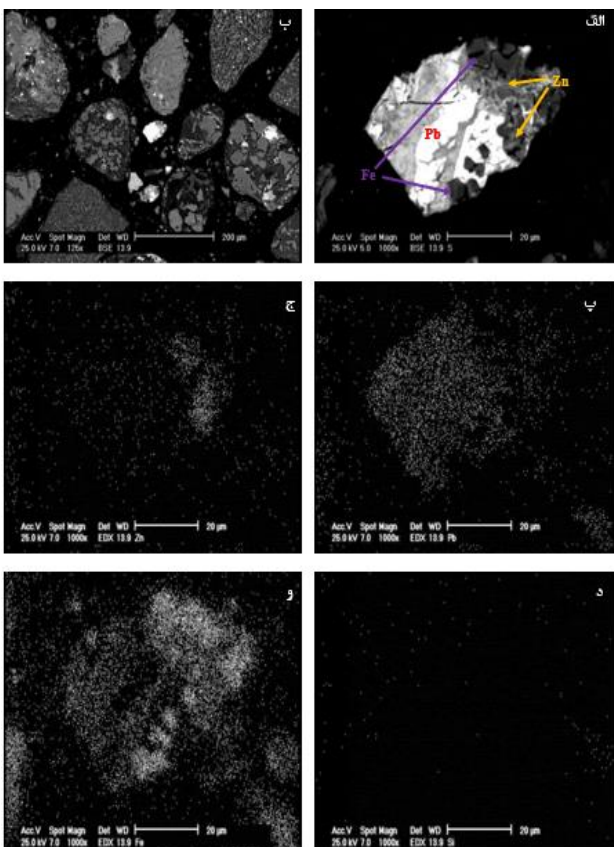 الف
Zn
Pb
Fe
Acc.V Spot Magn Det WD 20 µm
25.0 kV 5.0 1000x BSE 13.9 S
ب
Acc.V Spot Magn Det WD 200 µm
25.0 kV 7.0 125x BSE 13.9
پ
Acc.V Spot Magn Det WD 20 µm
25.0 kV 7.0 1000x EDX 13.9 Pb
ج
Acc.V Spot Magn Det WD 20 µm
25.0 kV 7.0 1000x EDX 13.9 Zn
د
Acc.V Spot Magn Det WD 20 µm
25.0 kV 7.0 1000x EDX 13.9 Si
و
Acc.V Spot Magn Det WD 20 µm
25.0 kV 7.0 1000x EDX 13.9 Fe